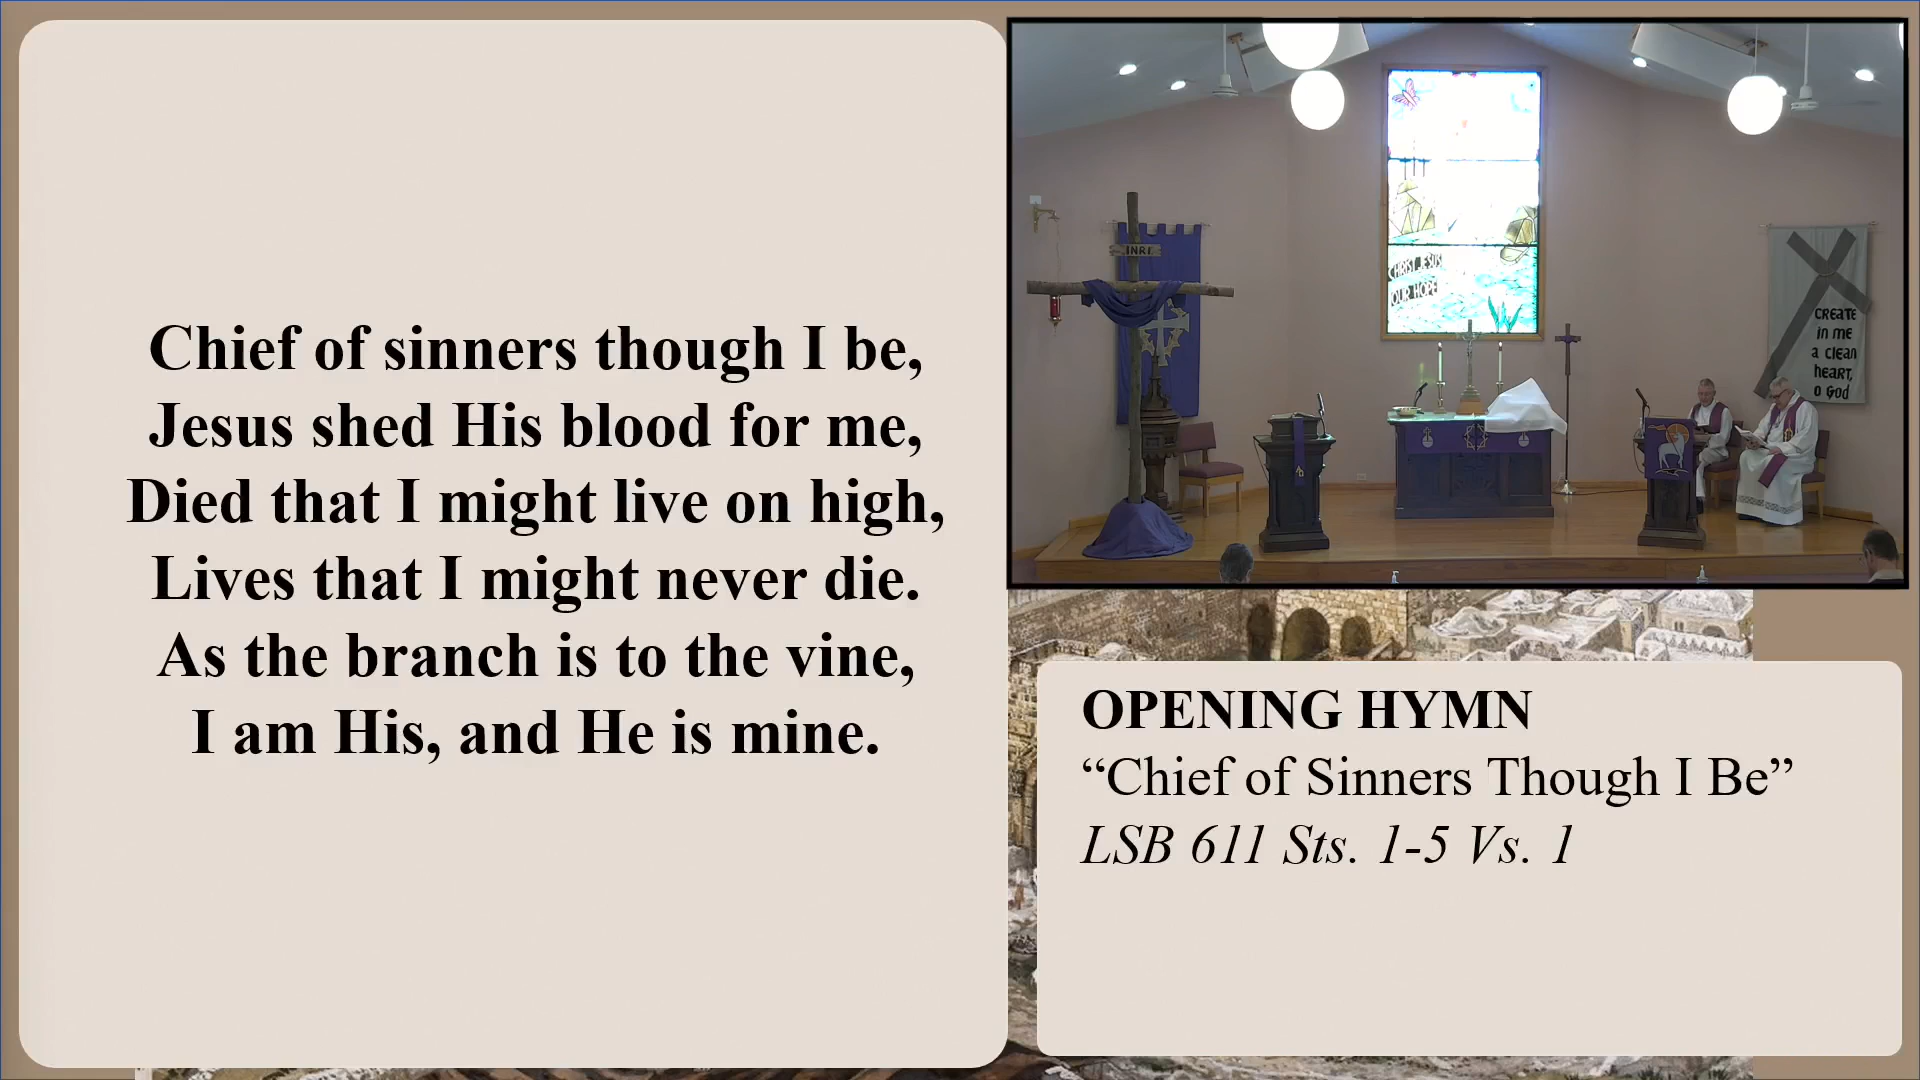 Chief of sinners though I be,
Jesus shed His blood for me,
Died that I might live on high,
Lives that I might never die.
As the branch is to the vine,
I am His, and He is mine.
INRI
CHRIST JESUS
OUR HOPE
CREATE
in me
a clean
heart,
o God
OPENING HYMN
“Chief of Sinners Though I Be”
LSB 611 Sts. 1-5 Vs. 1